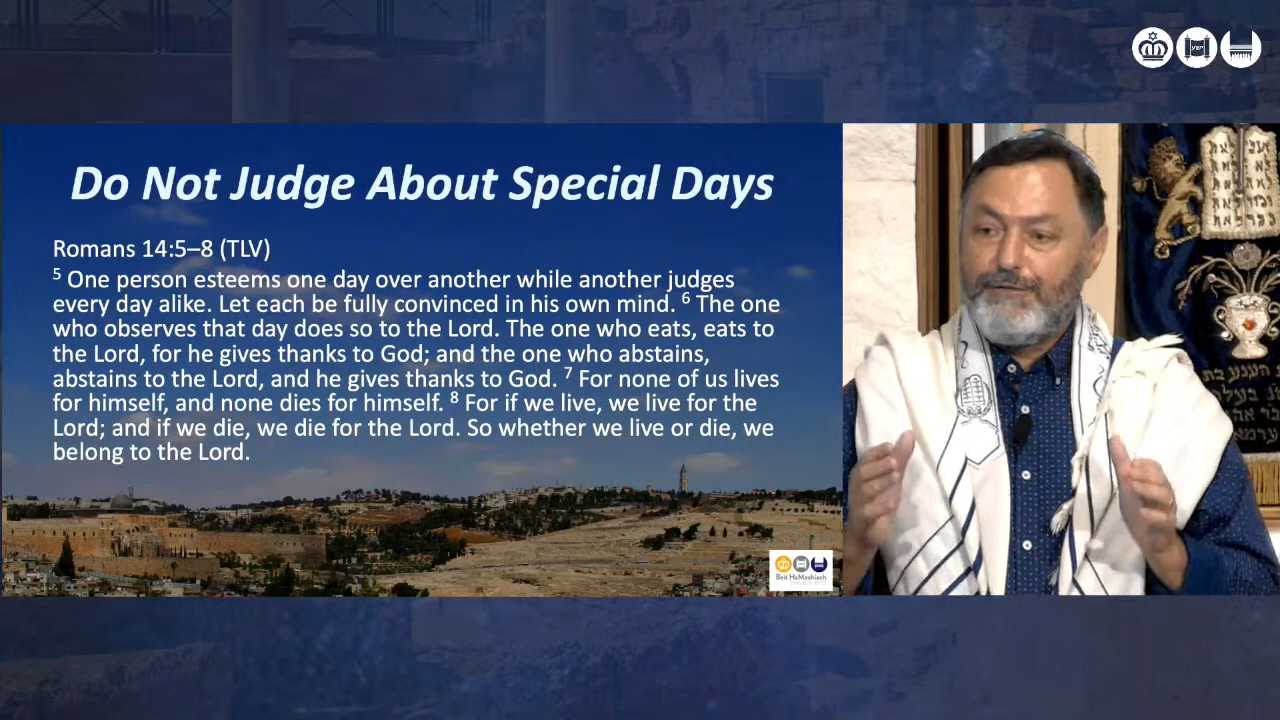 Do Not Judge About Special Days
Romans 14:5–8 (TLV)
5 One person esteems one day over another while another judges
every day alike. Let each be fully convinced in his own mind. 6 The one
who observes that day does so to the Lord. The one who eats, eats to
the Lord, for he gives thanks to God; and the one who abstains,
abstains to the Lord, and he gives thanks to God. 7 For none of us lives
for himself, and none dies for himself. 8 For if we live, we live for the
Lord; and if we die, we die for the Lord. So whether we live or die, we
belong to the Lord.
Beit HaMashiach